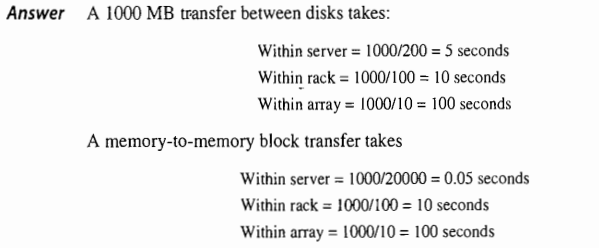 Answer A 1000 MB transfer between disks takes:
Within server = 1000/200 = 5 seconds
Within rack = 1000/100 = 10 seconds
Within array = 1000/10 = 100 seconds
A memory-to-memory block transfer takes
Within server = 1000/20000 = 0.05 seconds
Within rack = 1000/100 = 10 seconds
Within array = 1000/10 = 100 seconds